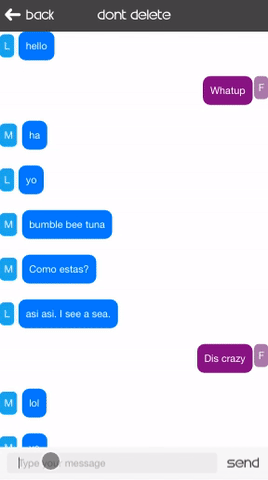 back dont delete
L hello
Whatup F
M ha
L yo
M bumble bee tuna
M Como estas?
L asi asi. I see a sea.
Dis crazy F
M lol
M
Type your message send